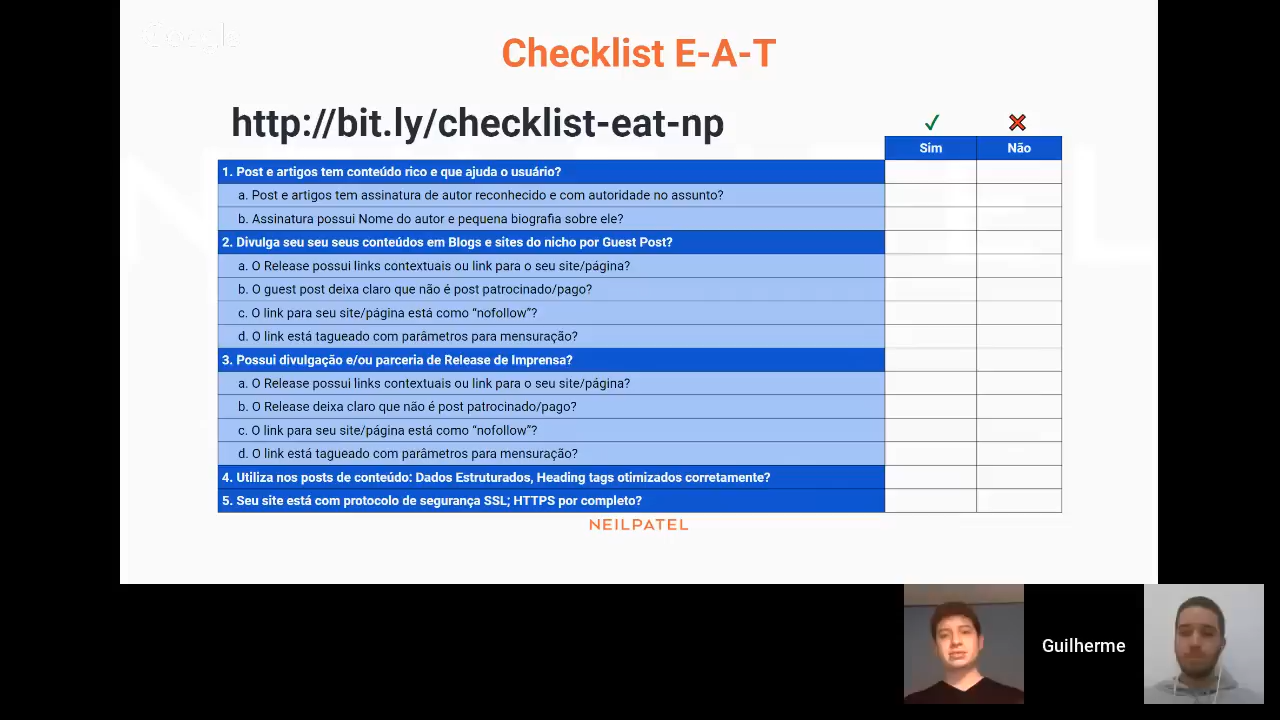 Checklist E-A-T
http://bit.ly/checklist-eat-np
Sim
Não
1. Post e artigos tem conteúdo rico e que ajuda o usuário?
a. Post e artigos tem assinatura de autor reconhecido e com autoridade no assunto?
b. Assinatura possui Nome do autor e pequena biografia sobre ele?
2. Divulga seu seu seus conteúdos em Blogs e sites do nicho por Guest Post?
a. O Release possui links contextuais ou link para o seu site/página?
b. O guest post deixa claro que não é post patrocinado/pago?
c. O link para seu site/página está como “nofollow”?
d. O link está tagueado com parâmetros para mensuração?
3. Possui divulgação e/ou parceria de Release de Imprensa?
a. O Release possui links contextuais ou link para o seu site/página?
b. O Release deixa claro que não é post patrocinado/pago?
c. O link para seu site/página está como “nofollow”?
d. O link está tagueado com parâmetros para mensuração?
4. Utiliza nos posts de conteúdo: Dados Estruturados, Heading tags otimizados corretamente?
5. Seu site está com protocolo de segurança SSL; HTTPS por completo?
NEILPATEL
Guilherme